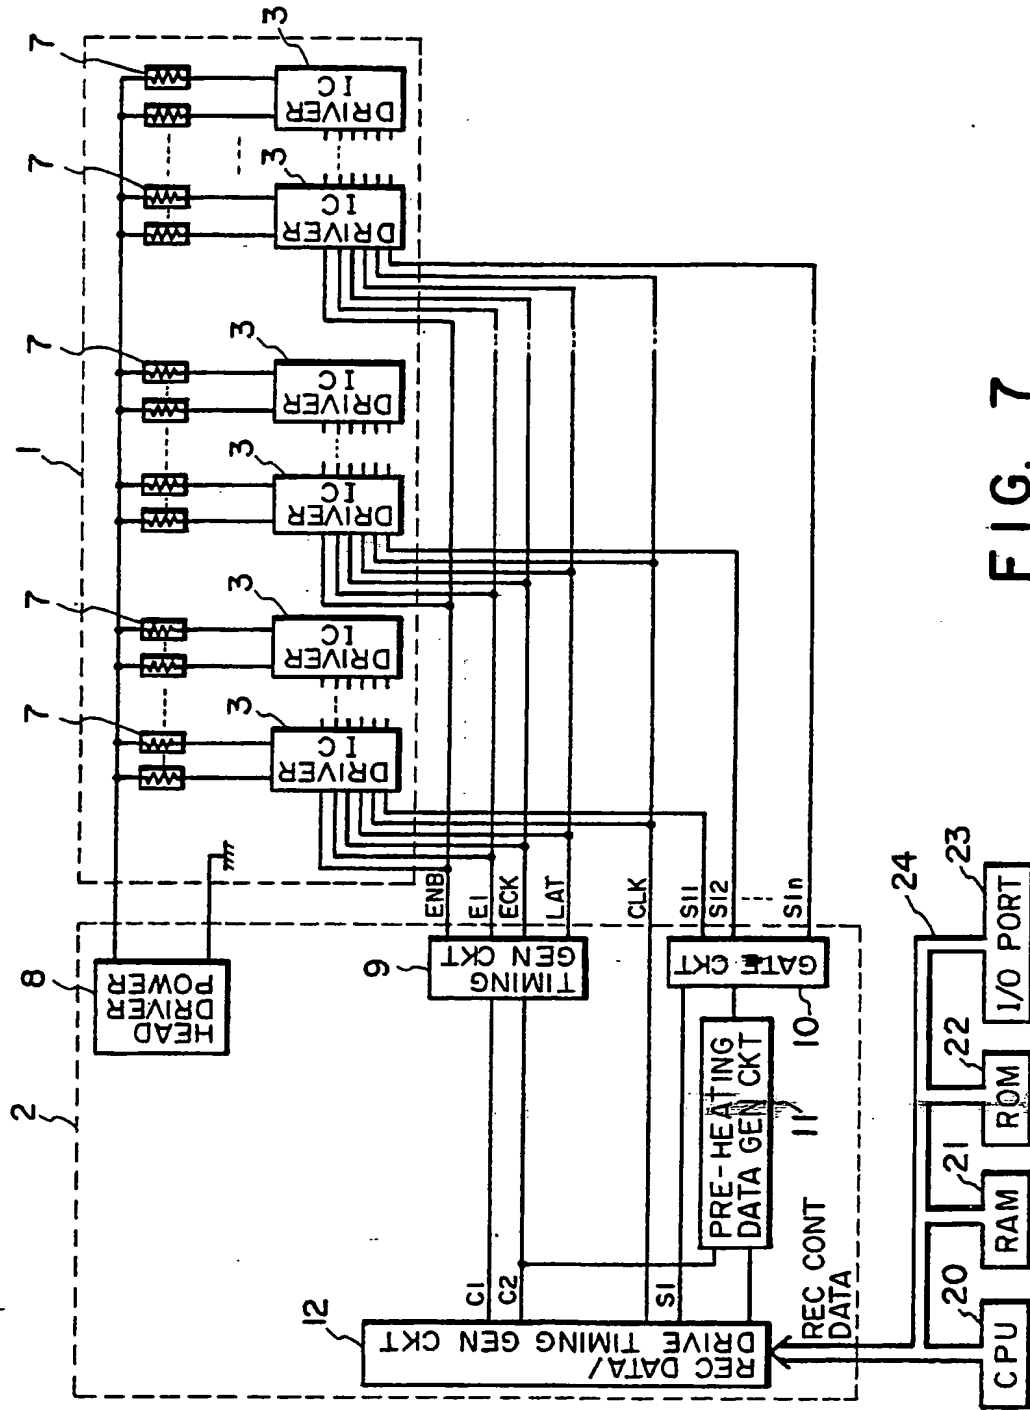 FIG. 7
1
2
7
7
7
7
7
7
3
3
3
3
3
3
DRIVER
IC
DRIVER
IC
DRIVER
IC
DRIVER
IC
DRIVER
IC
DRIVER
IC
8
HEAD
DRIVER
POWER
9
TIMING
GEN CKT
ENB
EI
ECK
LAT
CLK
SI1
SI2
SIn
GATE CKT
10
PRE-HEATING
DATA GEN CKT
11
C1
C2
SI
12
REC DATA/
DRIVE TIMING GEN CKT
REC CONT
DATA
CPU
20
RAM
21
ROM
22
I/O PORT
23
24